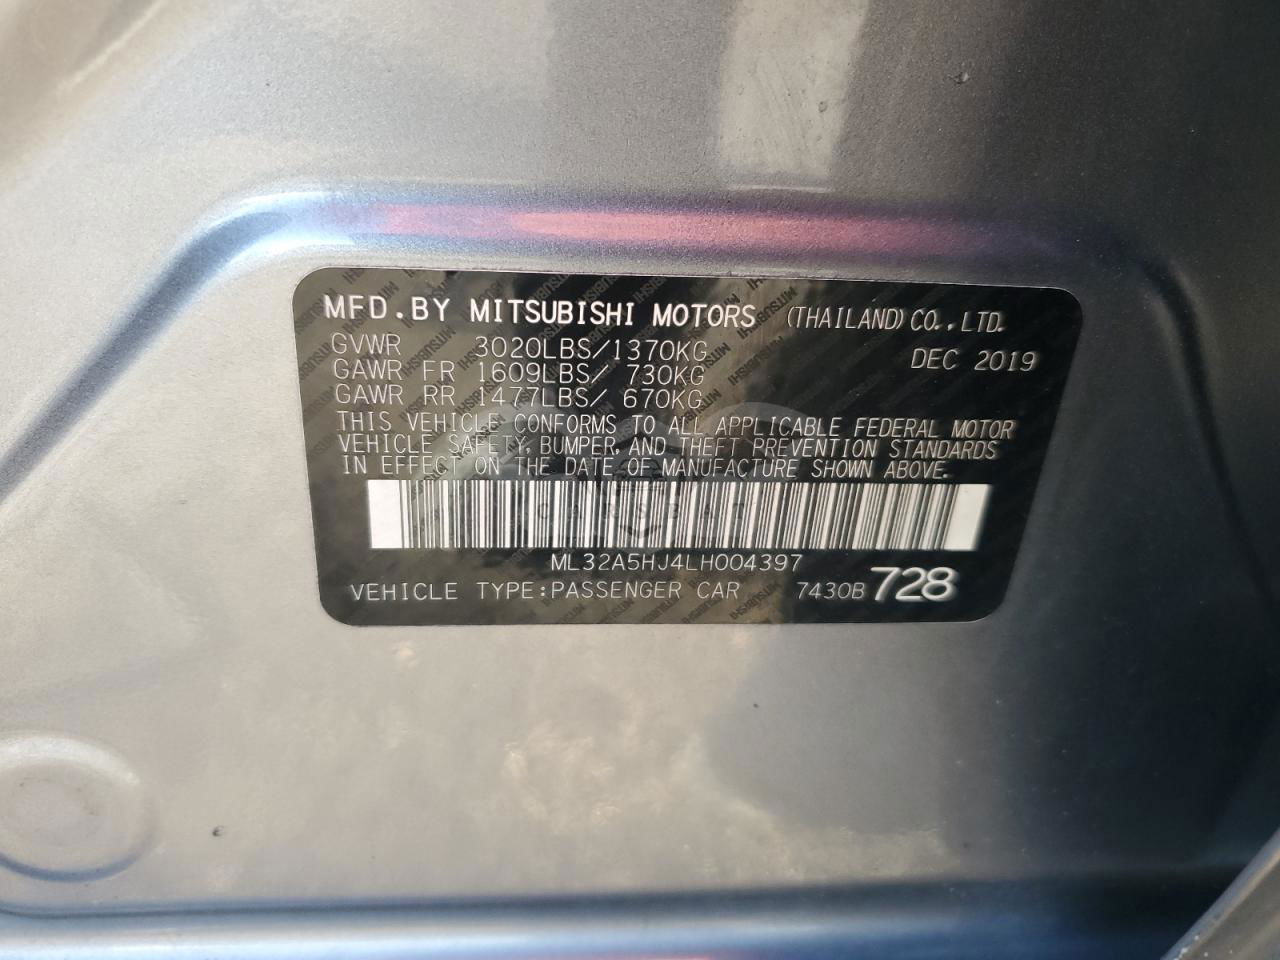 MFD.BY MITSUBISHI MOTORS (THAILAND) CO.,LTD.
GVWR 3020LBS/1370KG DEC 2019
GAWR FR 1609LBS/ 730KG
GAWR RR 1477LBS/ 670KG
THIS VEHICLE CONFORMS TO ALL APPLICABLE FEDERAL MOTOR
VEHICLE SAFETY, BUMPER, AND THEFT PREVENTION STANDARDS
IN EFFECT ON THE DATE OF MANUFACTURE SHOWN ABOVE.
ML32A5HJ4LH004397
VEHICLE TYPE:PASSENGER CAR 7430B 728